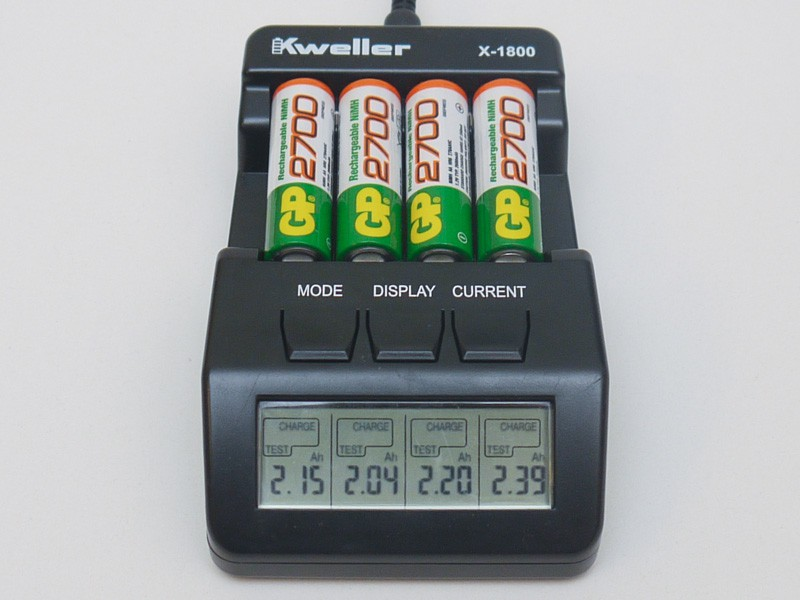 Kweller
X-1800
Rechargeable NiMH
2700
GP
Rechargeable NiMH
2700
GP
Rechargeable NiMH
2700
GP
Rechargeable NiMH
2700
GP
MODE DISPLAY CURRENT
CHARGE CHARGE CHARGE CHARGE
TEST TEST TEST TEST
Ah Ah Ah Ah
2.15 2.04 2.20 2.39